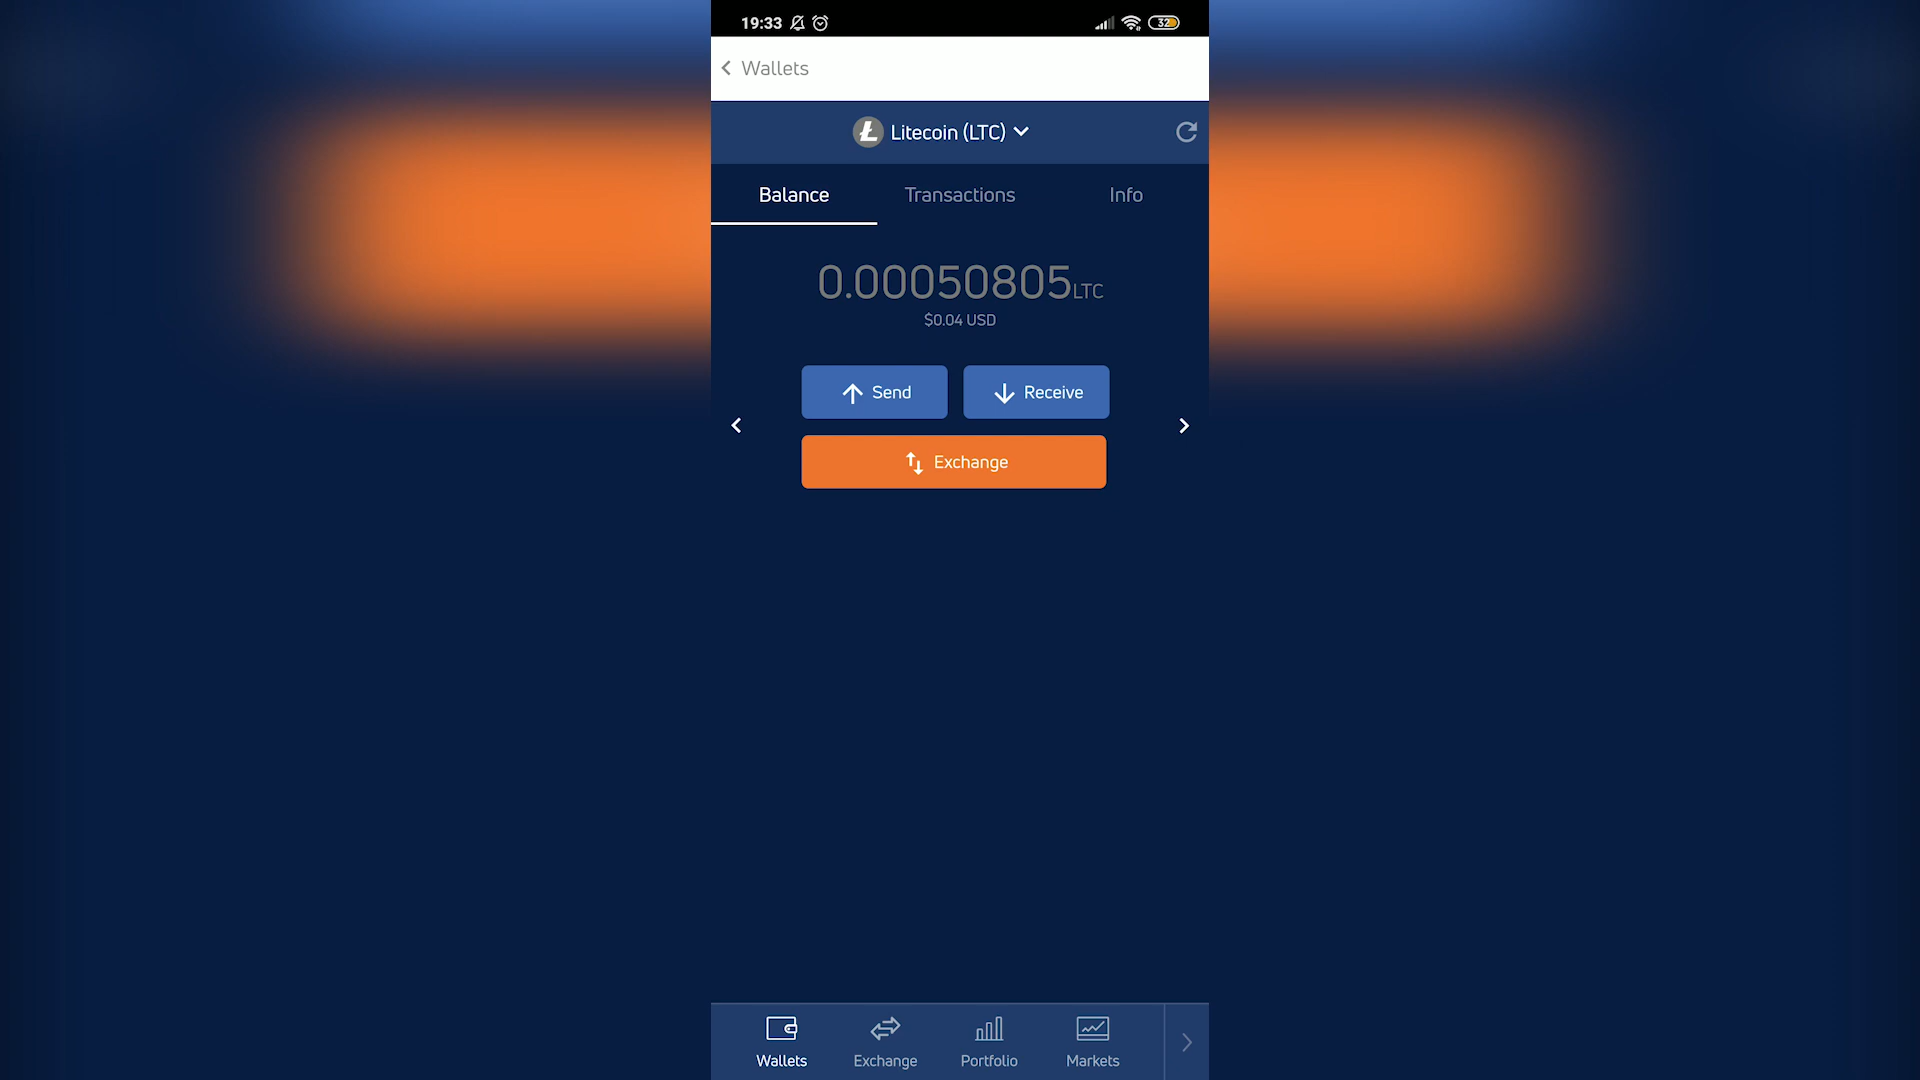 19:33
32
Wallets
Litecoin (LTC)
Balance Transactions Info
0.00050805LTC
$0.04 USD
Send Receive
Exchange
Wallets Exchange Portfolio Markets